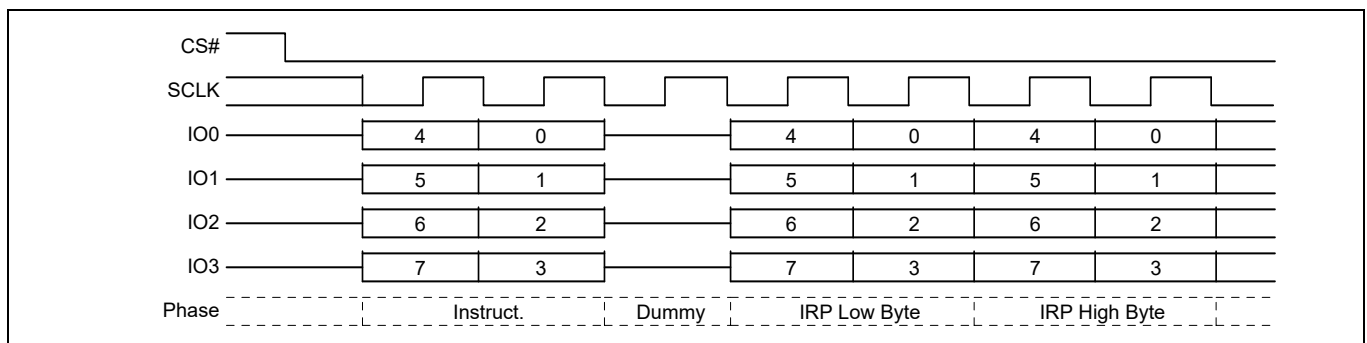 CS#
SCLK
IO0 4 0 4 0 4 0
IO1 5 1 5 1 5 1
IO2 6 2 6 2 6 2
IO3 7 3 7 3 7 3
Phase Instruct. Dummy IRP Low Byte IRP High Byte